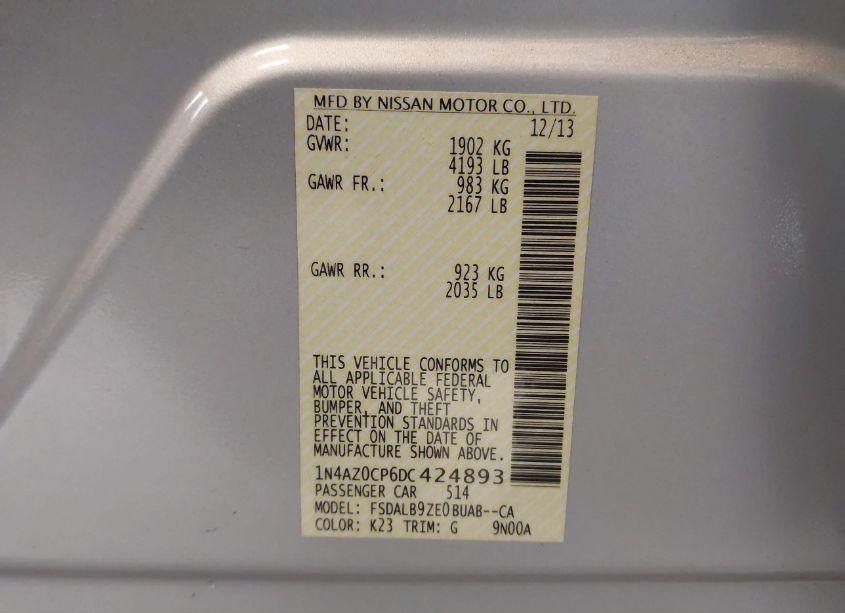 MFD BY NISSAN MOTOR CO., LTD.
DATE: 12/13
GVWR: 1902 KG
4193 LB
GAWR FR.: 983 KG
2167 LB
GAWR RR.: 923 KG
2035 LB
THIS VEHICLE CONFORMS TO
ALL APPLICABLE FEDERAL
MOTOR VEHICLE SAFETY,
BUMPER, AND THEFT
PREVENTION STANDARDS IN
EFFECT ON THE DATE OF
MANUFACTURE SHOWN ABOVE.
1N4AZ0CP6DC424893
PASSENGER CAR 514
MODEL: FSDALB9ZE0BUAB--CA
COLOR: K23 TRIM: G 9N00A